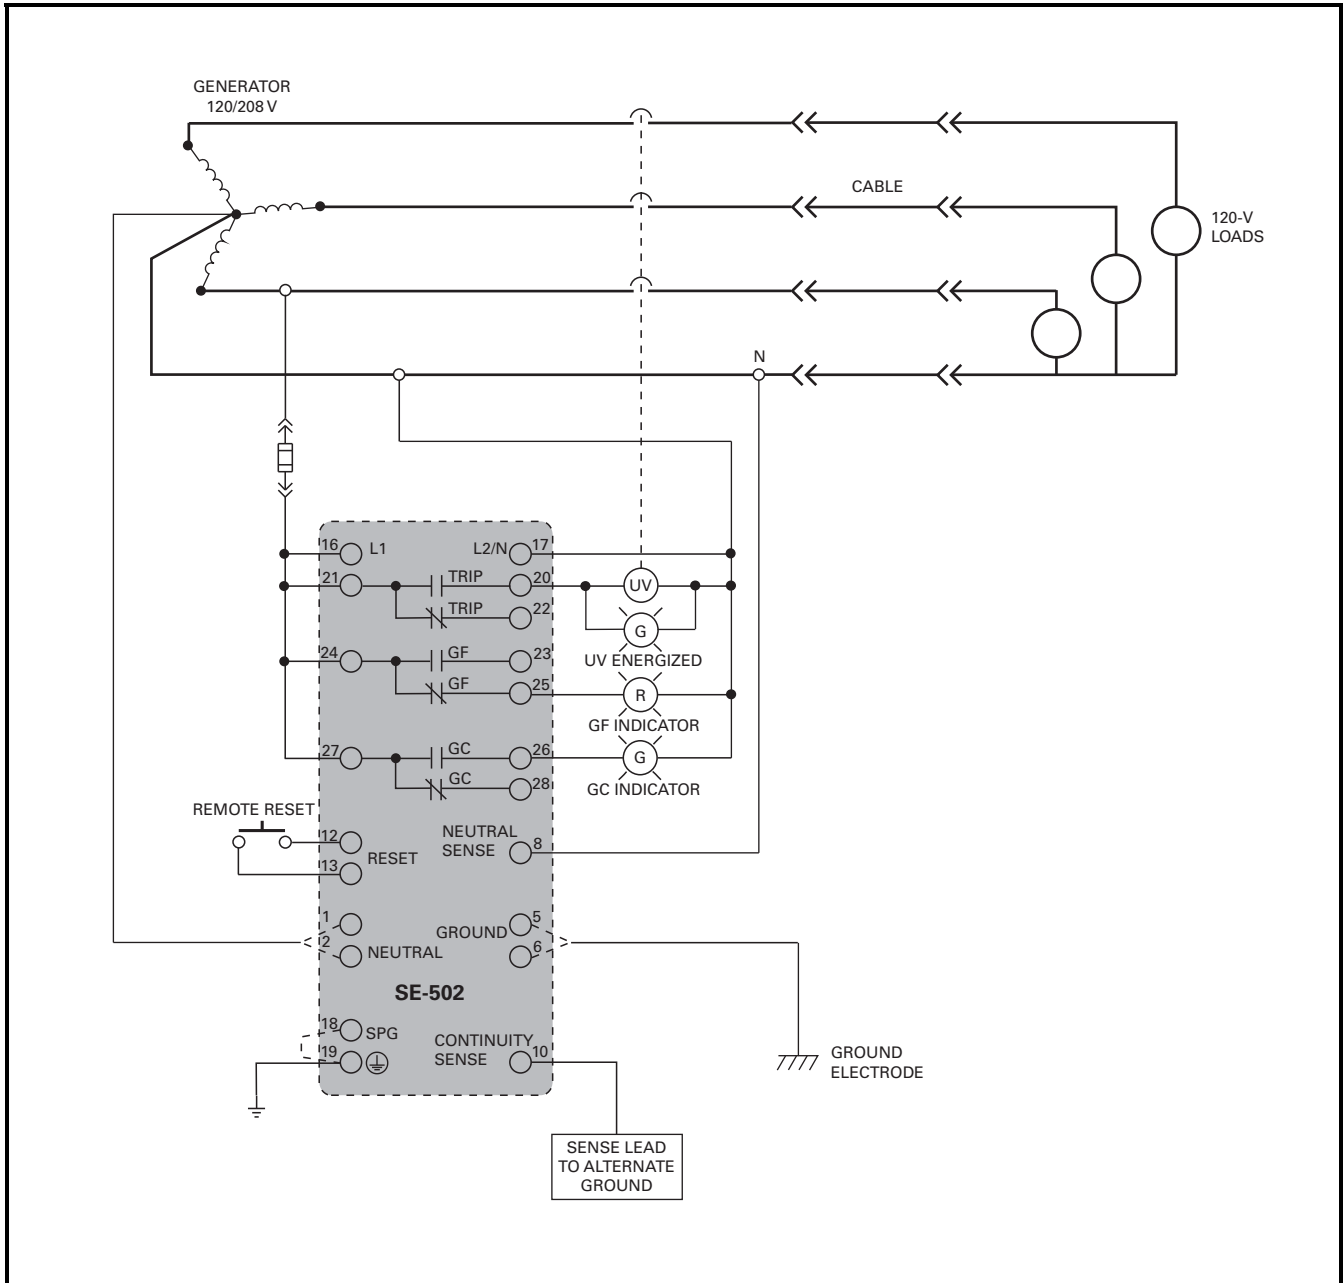 GENERATOR
120/208 V
CABLE
120-V
LOADS
N
16 L1 L2/N 17
21 TRIP 20 UV
TRIP 22
G
UV ENERGIZED
24 GF 23
GF 25 R
GF INDICATOR
27 GC 26 G
GC 28
GC INDICATOR
REMOTE RESET
12
13
RESET
NEUTRAL
SENSE
8
1
2
NEUTRAL
GROUND
5
6
SE-502
18 SPG
19
CONTINUITY
SENSE
10
GROUND
ELECTRODE
SENSE LEAD
TO ALTERNATE
GROUND